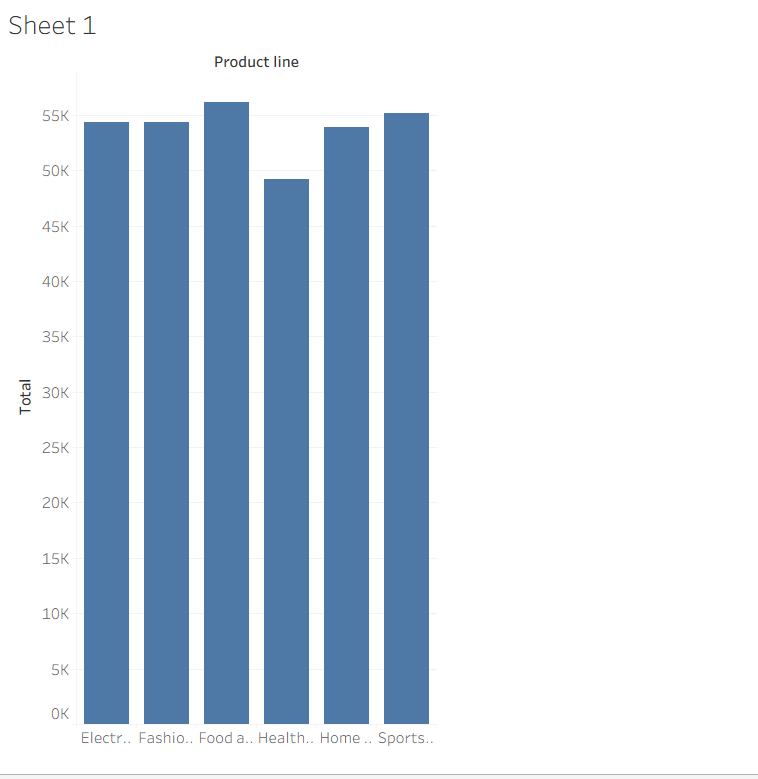 Sheet 1
Product line
55K
50K
45K
40K
35K
30K
25K
20K
15K
10K
5K
0K
Total
Electr.. Fashio.. Food a.. Health.. Home .. Sports..